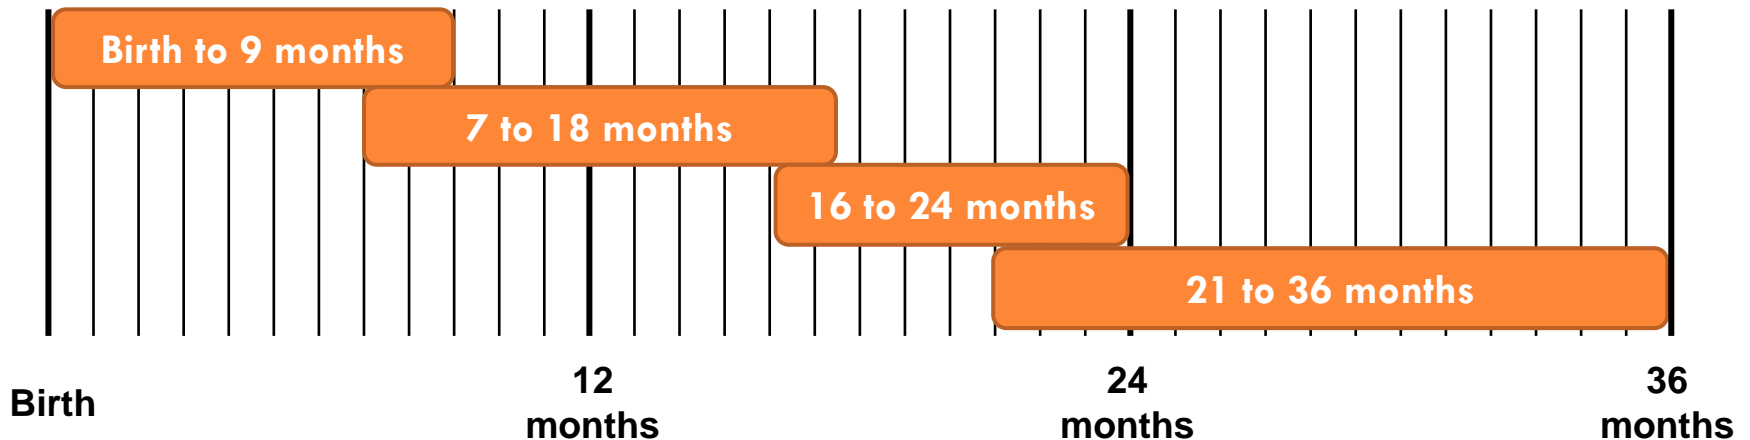 Birth to 9 months
7 to 18 months
16 to 24 months
21 to 36 months
Birth
12
months
24
months
36
months